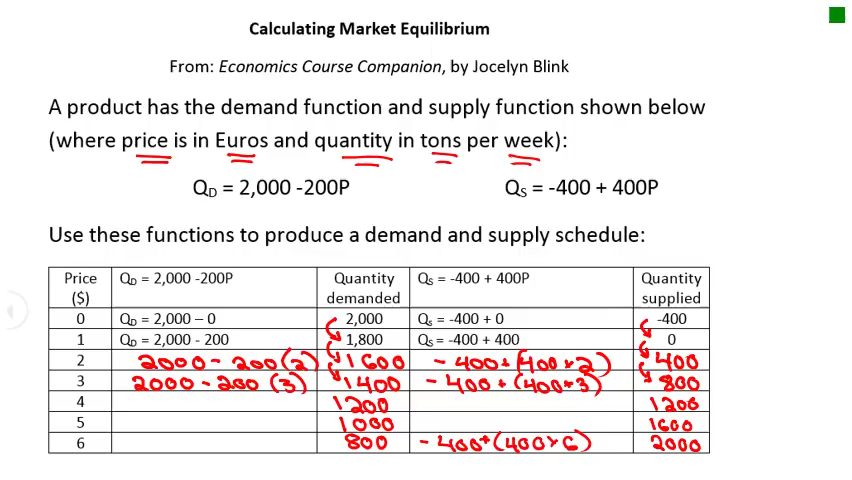 Calculating Market Equilibrium
From: Economics Course Companion, by Jocelyn Blink
A product has the demand function and supply function shown below
(where price is in Euros and quantity in tons per week):
QD = 2,000 -200P QS = -400 + 400P
Use these functions to produce a demand and supply schedule:
Price ($) QD = 2,000 -200P Quantity demanded QS = -400 + 400P Quantity supplied
0 QD = 2,000 – 0 2,000 Qs = -400 + 0 -400
1 QD = 2,000 - 200 1,800 QS = -400 + 400 0
2 2000 - 200 (2) 1600 - 400 + (400 × 2) 400
3 2000 - 200 (3) 1400 - 400 + (400 × 3) 800
4 1200 1200
5 1000 1600
6 800 - 400 + (400 × 6) 2000